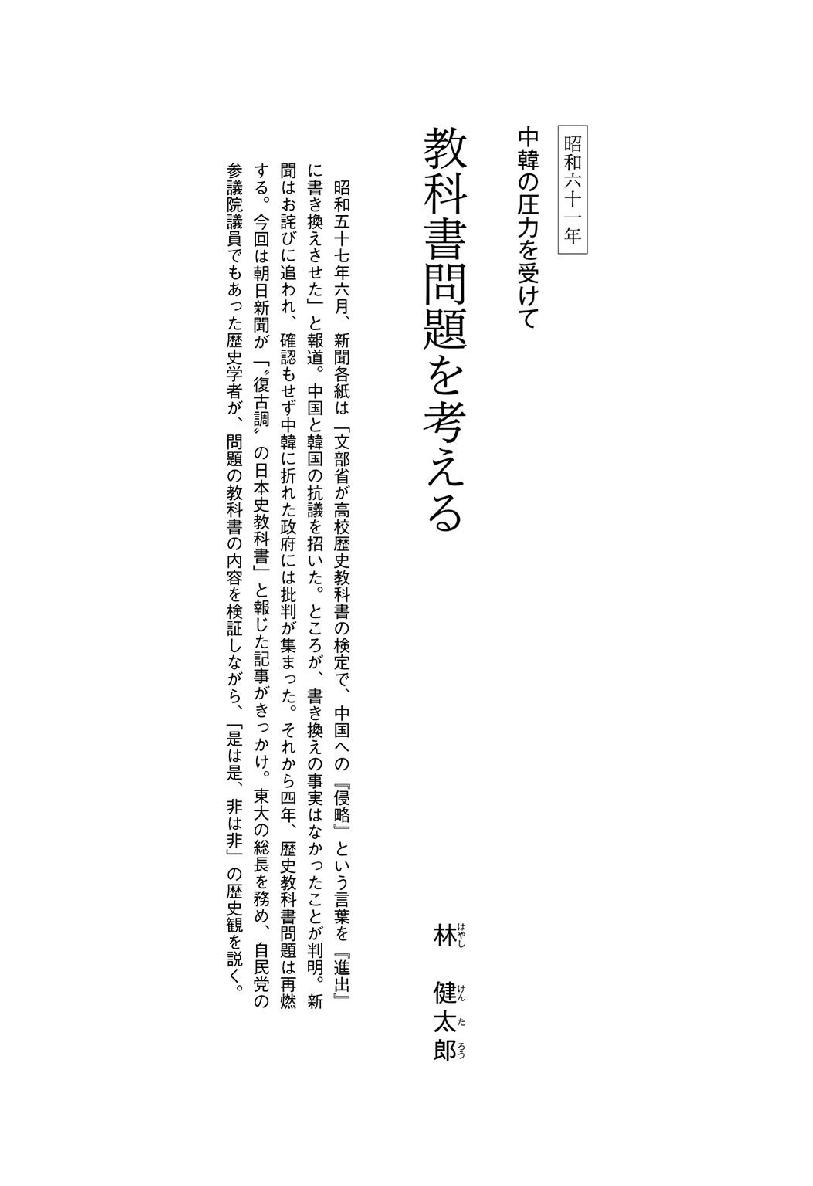 昭和六十一年
中韓の圧力を受けて
教科書問題を考える
林　健太郎
はやし　けんたろう
昭和五十七年六月、新聞各紙は「文部省が高校歴史教科書の検定で、中国への『侵略』という言葉を『進出』
に書き換えさせた」と報道。中国と韓国の抗議を招いた。ところが、書き換えの事実はなかったことが判明。新
聞はお詫びに追われ、確認もせず中韓に折れた政府には批判が集まった。それから四年、歴史教科書問題は再燃
する。今回は朝日新聞が「〝復古調〟の日本史教科書」と報じた記事がきっかけ。東大の総長を務め、自民党の
参議院議員でもあった歴史学者が、問題の教科書の内容を検証しながら、「是は是、非は非」の歴史観を説く。